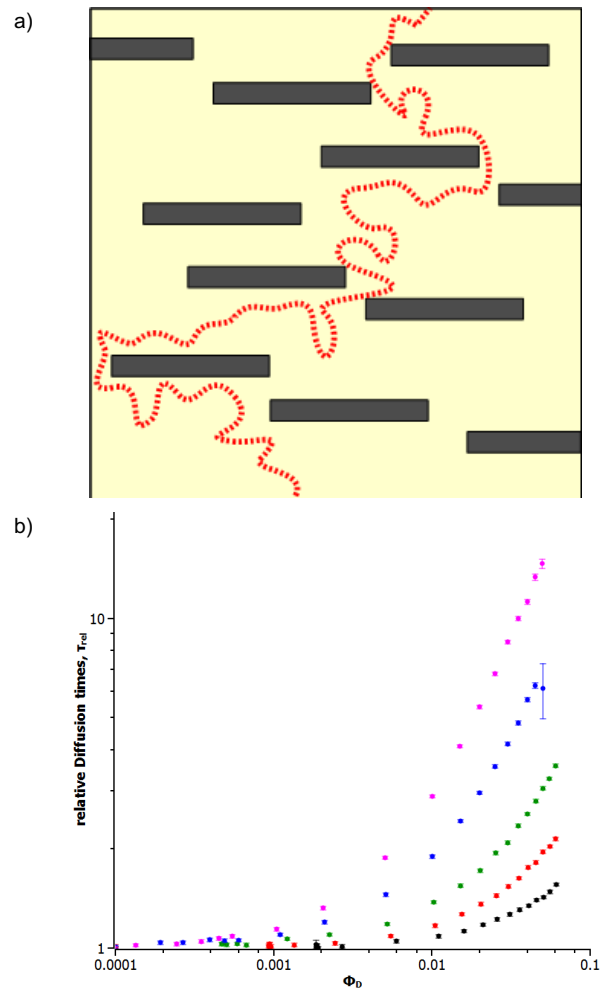 a)
b)
relative Diffusion times, τrel
10
1
0.0001
0.001
0.01
0.1
ΦD